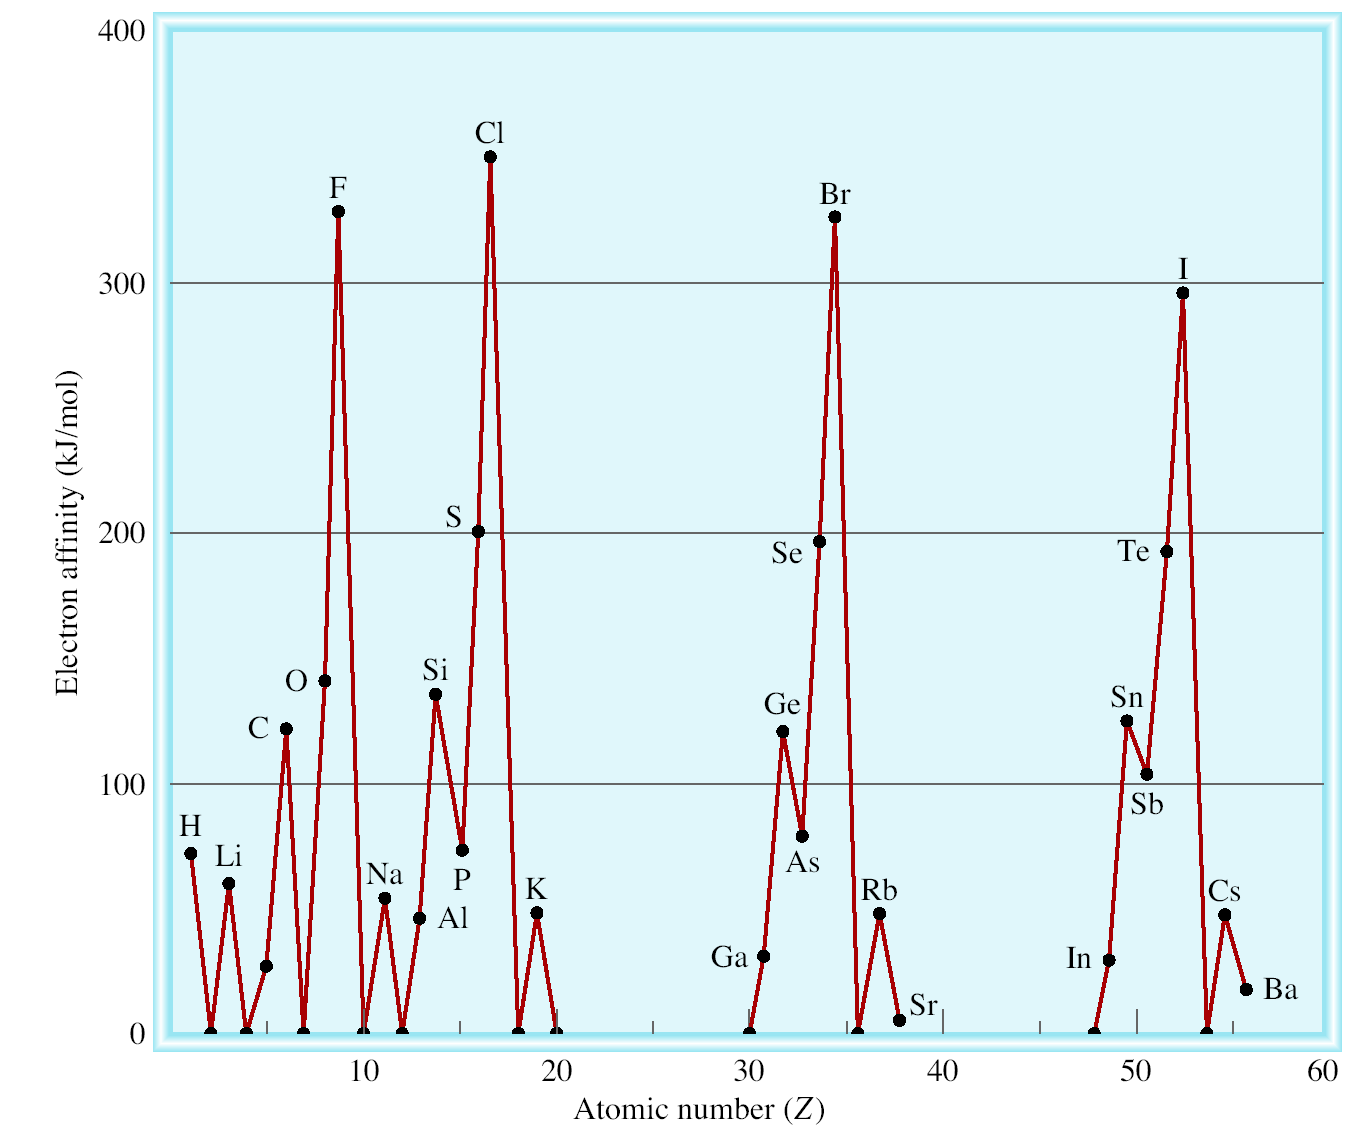 400
Cl
F
Br
I
300
S
Se
Te
200
Electron affinity (kJ/mol)
O
Si
C
Ge
Sn
100
Sb
H
Li
As
Na
P
K
Rb
Cs
Al
Ga
In
Ba
Sr
0
10 20 30 40 50 60
Atomic number (Z)